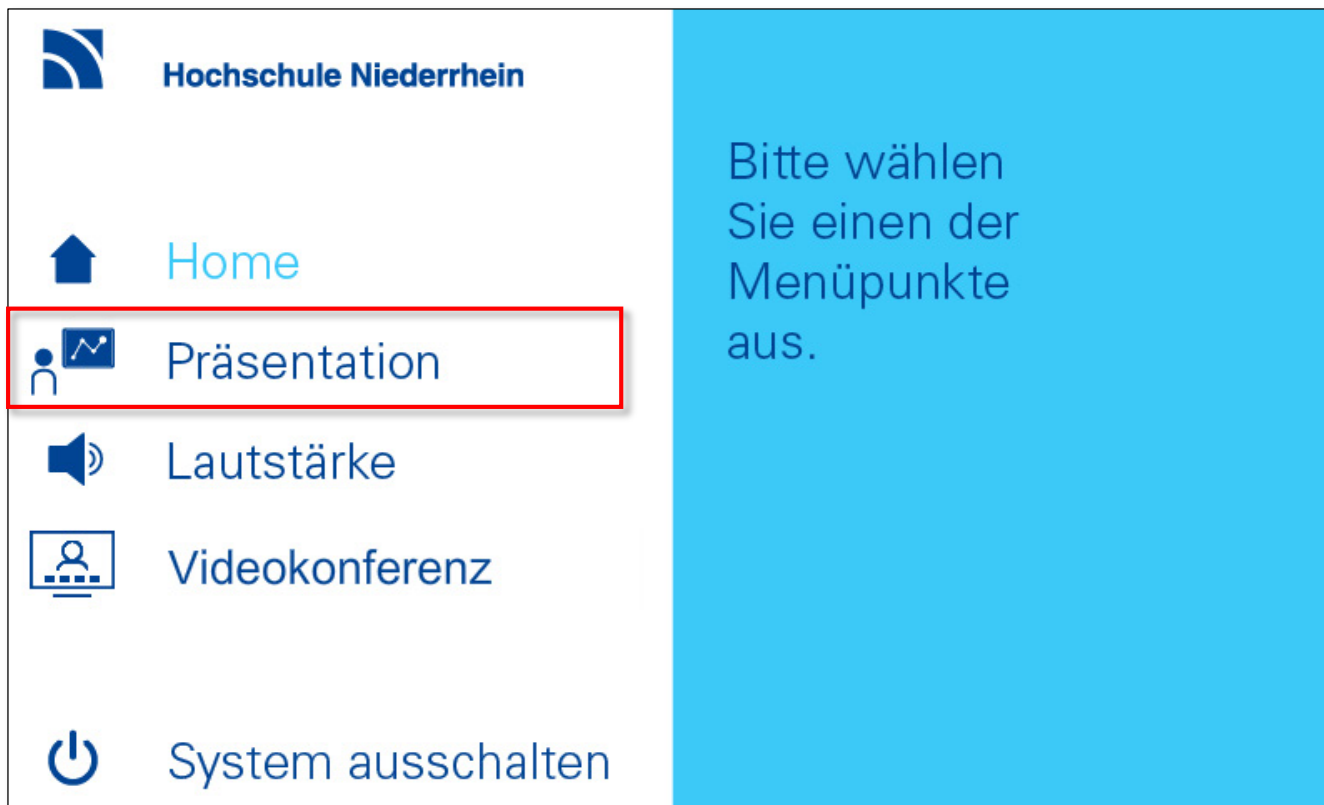 Hochschule Niederrhein
Home
Präsentation
Lautstärke
Videokonferenz
System ausschalten
Bitte wählen
Sie einen der
Menüpunkte
aus.